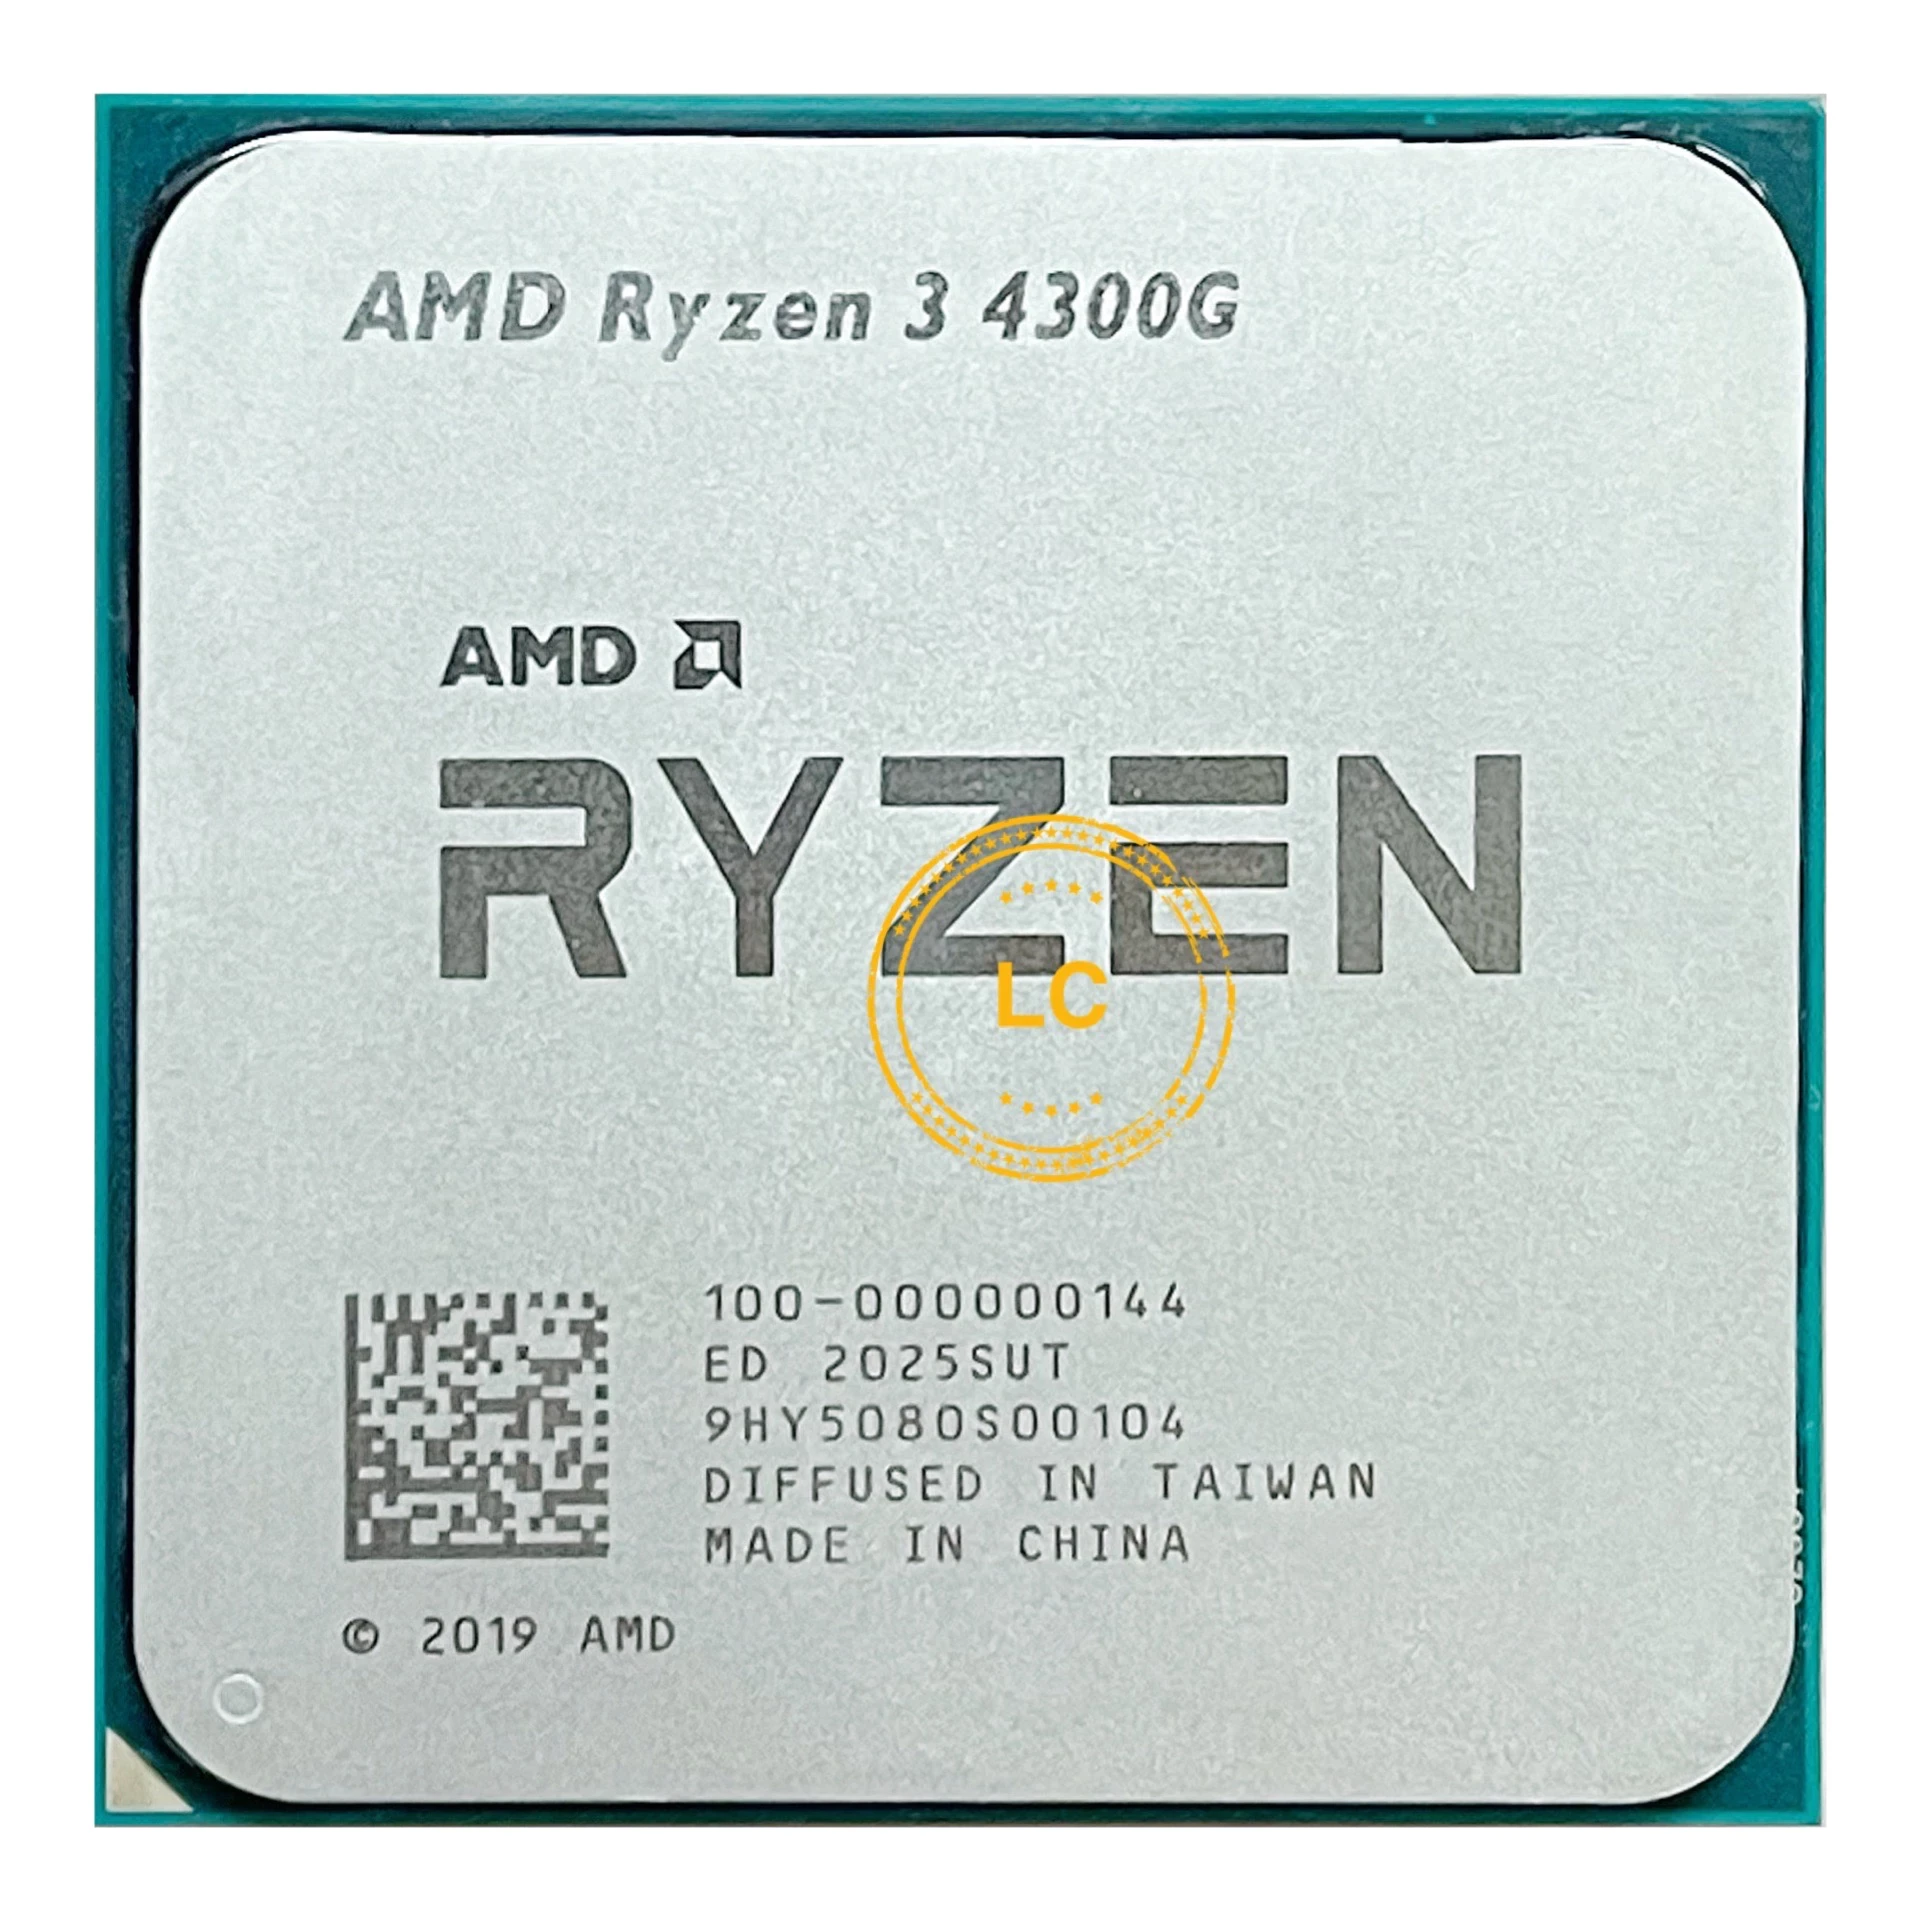 AMD Ryzen 3 4300G
AMD
RYZEN
LC
100-000000144
ED 2025SUT
9HY5080S00104
DIFFUSED IN TAIWAN
MADE IN CHINA
© 2019 AMD